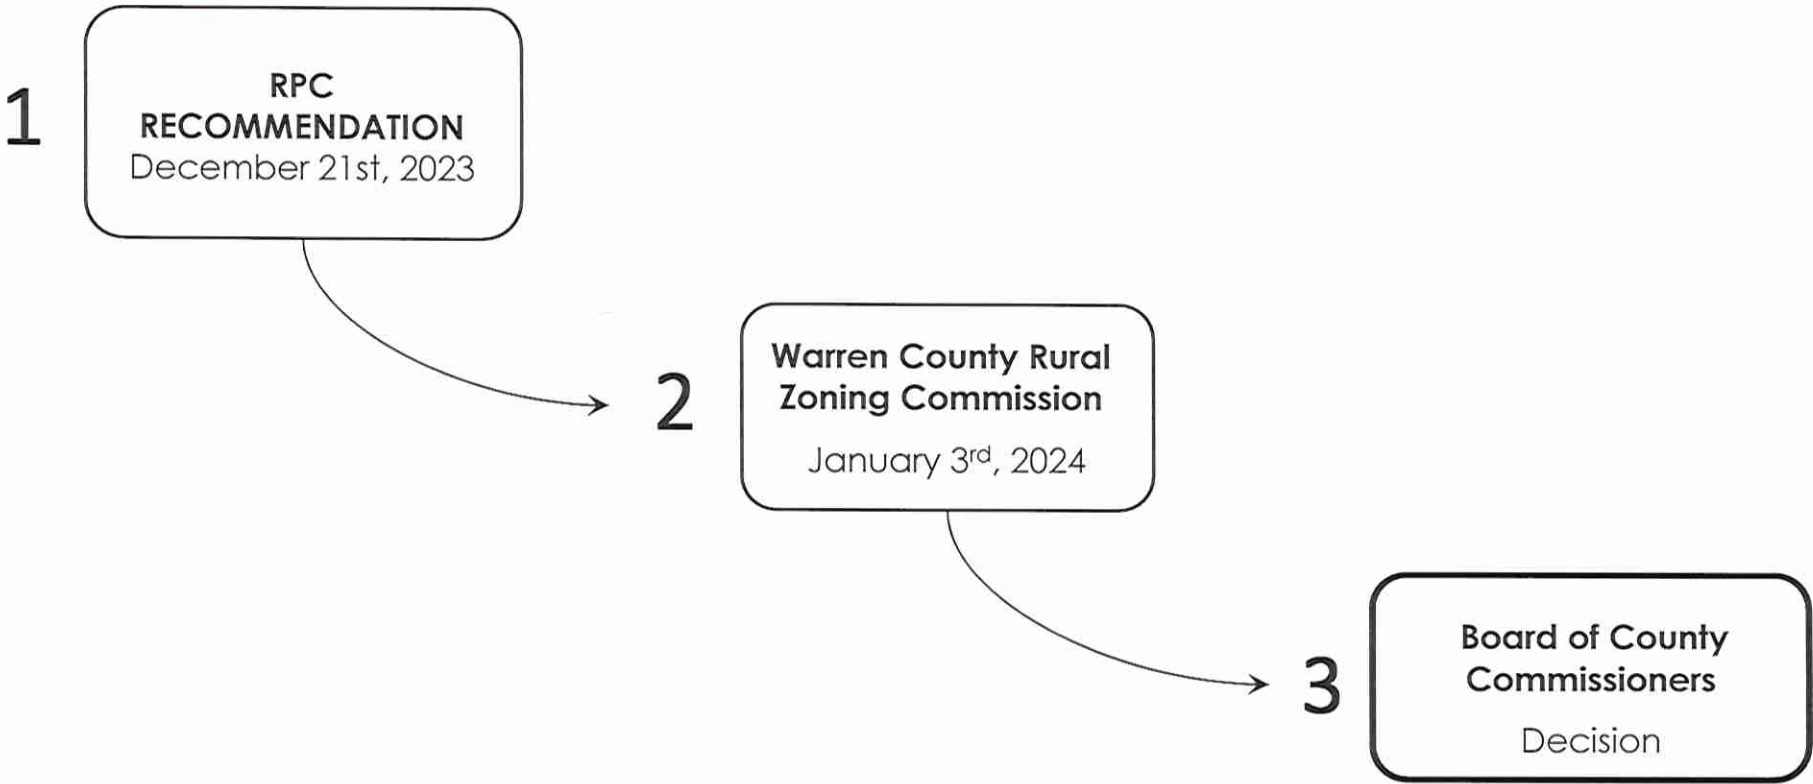 1
RPC
RECOMMENDATION
December 21st, 2023
2
Warren County Rural
Zoning Commission
January 3rd, 2024
3
Board of County
Commissioners
Decision